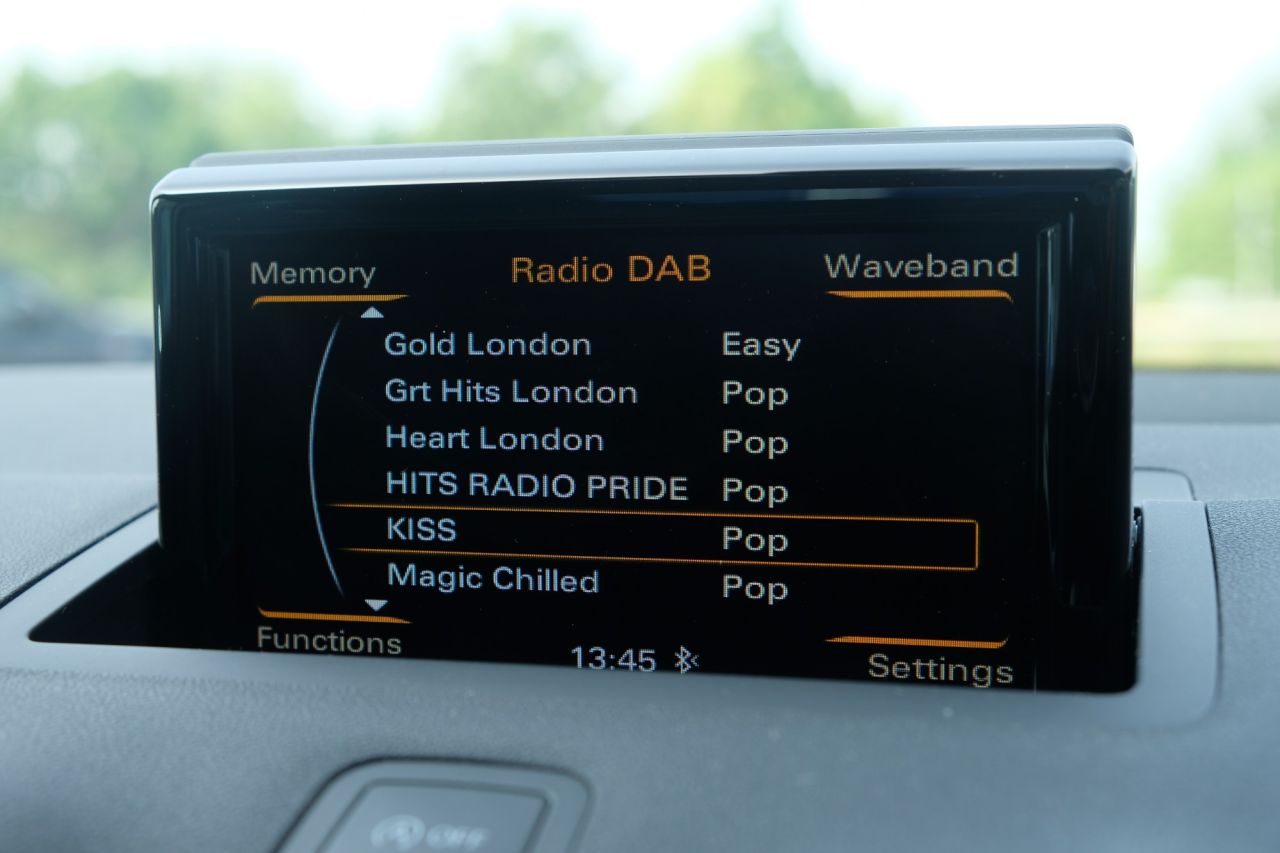 Memory Radio DAB Waveband
Gold London Easy
Grt Hits London Pop
Heart London Pop
HITS RADIO PRIDE Pop
KISS Pop
Magic Chilled Pop
Functions 13:45 Settings
OFF